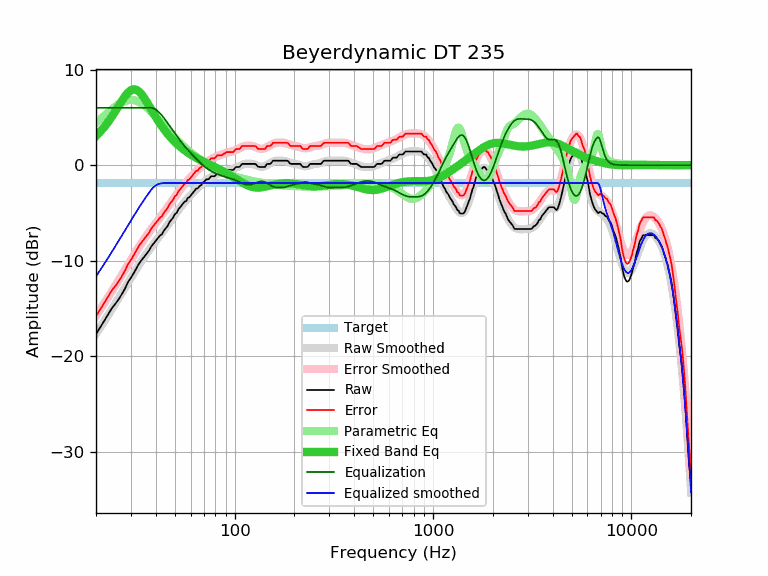 Beyerdynamic DT 235
10
0
−10
−20
−30
Amplitude (dBr)
Target
Raw Smoothed
Error Smoothed
Raw
Error
Parametric Eq
Fixed Band Eq
Equalization
Equalized smoothed
100
1000
10000
Frequency (Hz)